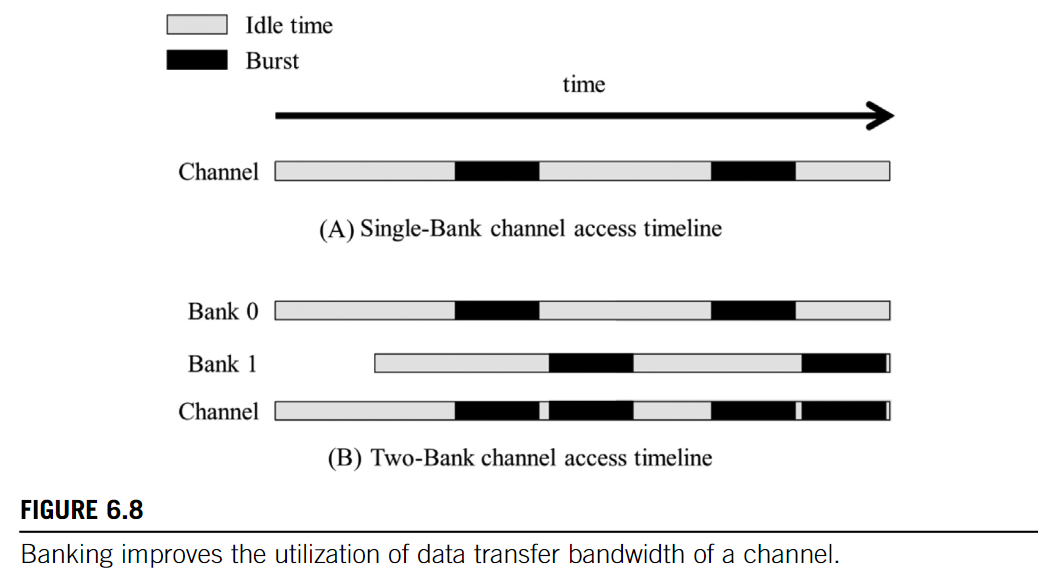 Idle time
Burst
time
Channel
(A) Single-Bank channel access timeline
Bank 0
Bank 1
Channel
(B) Two-Bank channel access timeline
FIGURE 6.8
Banking improves the utilization of data transfer bandwidth of a channel.